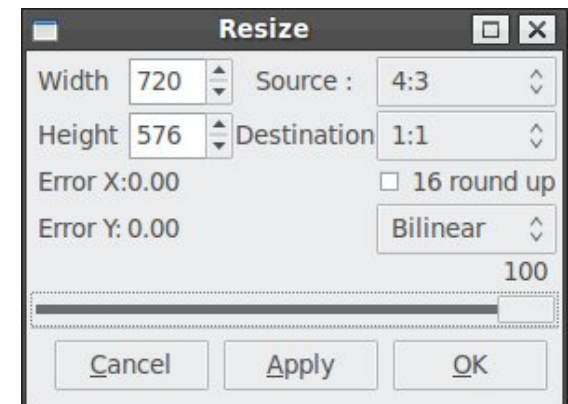 Resize
Width 720 Source : 4:3
Height 576 Destination 1:1
Error X:0.00 16 round up
Error Y: 0.00 Bilinear
100
Cancel Apply OK